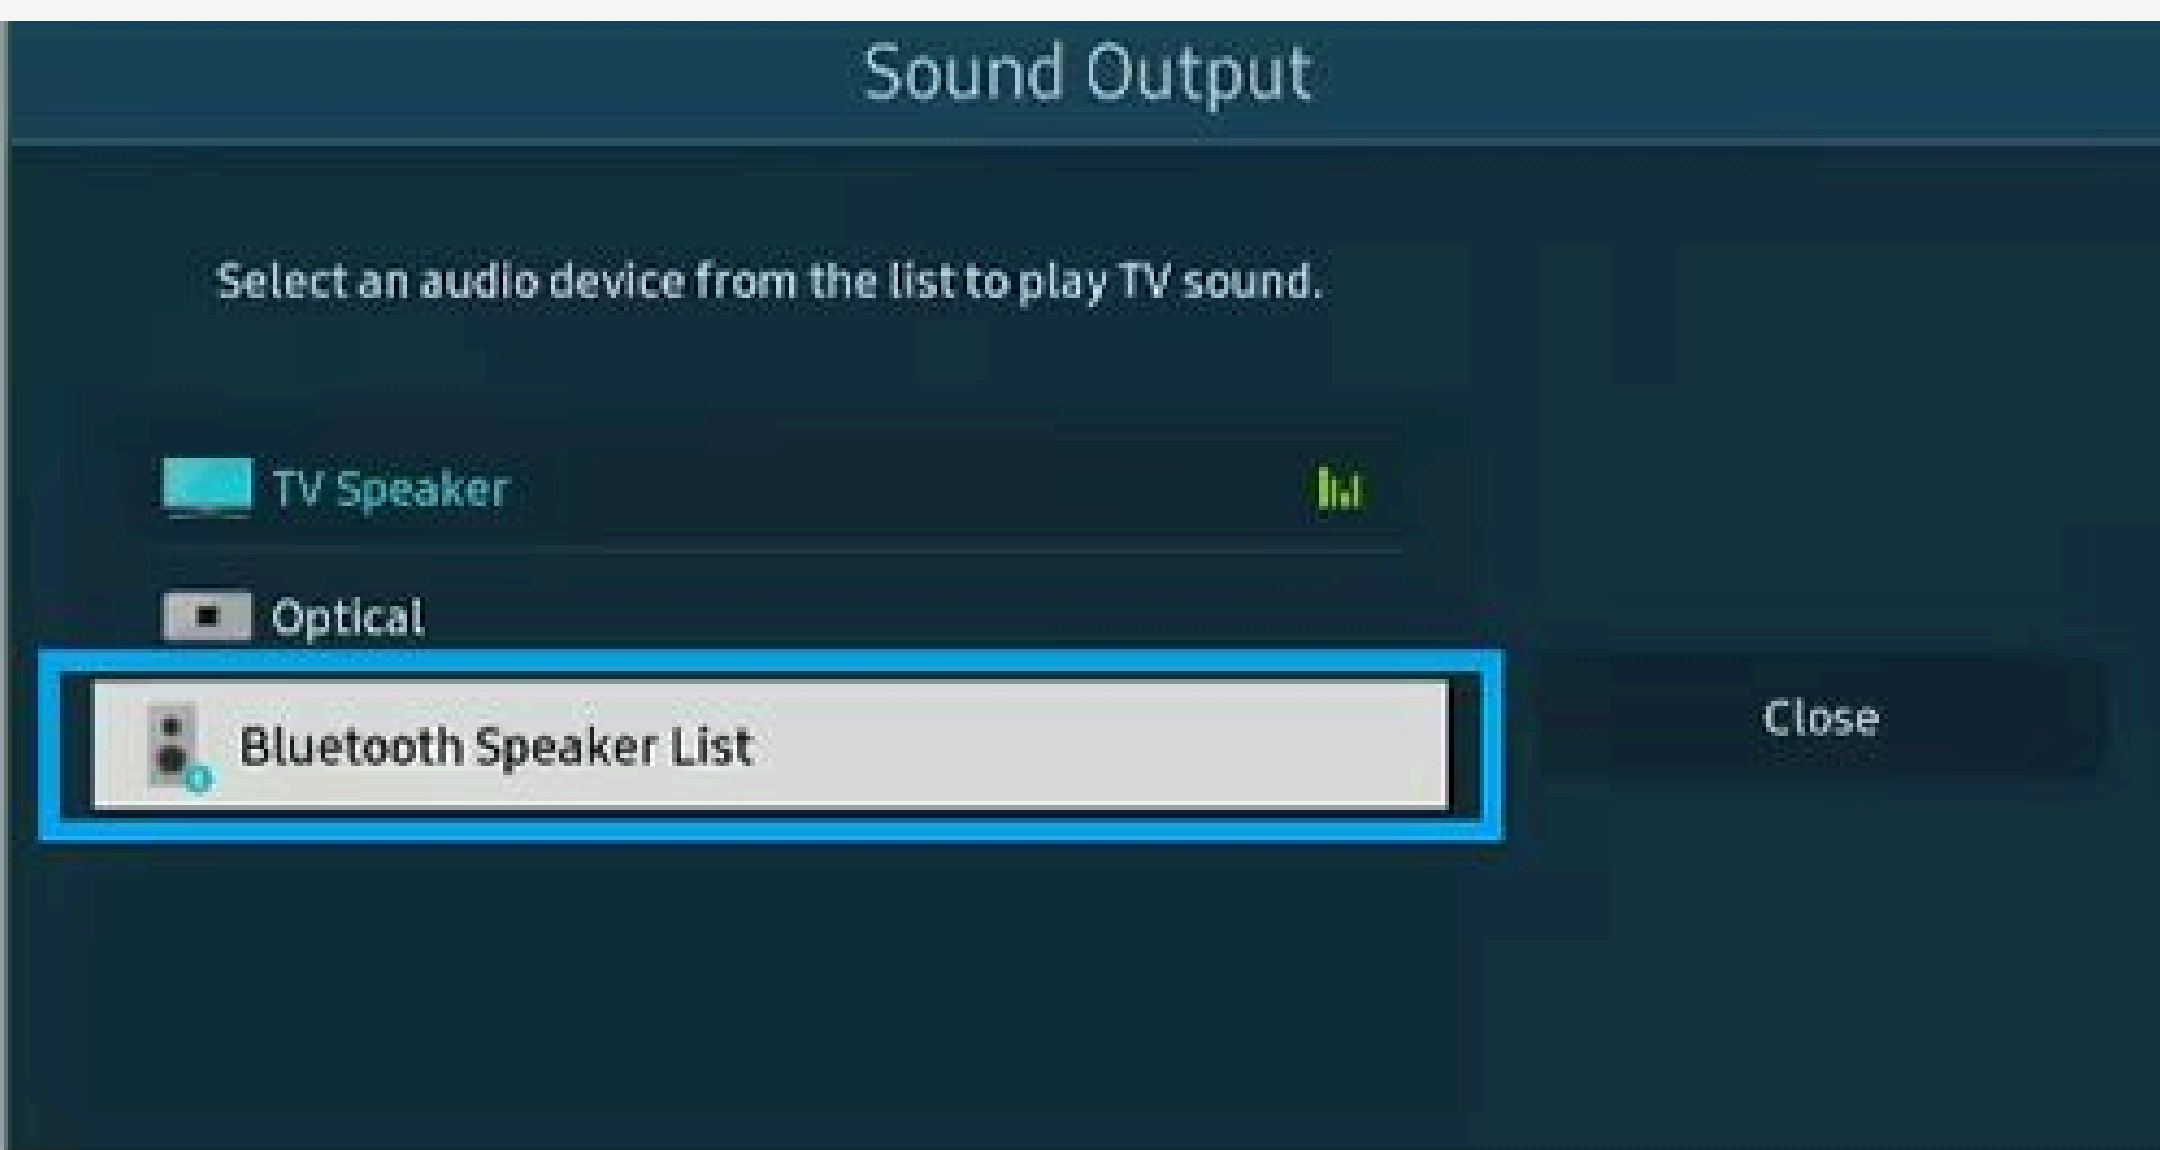 Sound Output
Select an audio device from the list to play TV sound.
TV Speaker
Optical
Bluetooth Speaker List
Close